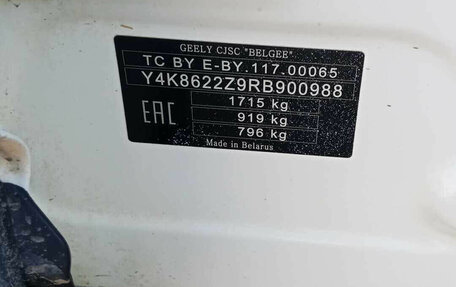 GEELY CJSC "BELGEE"
TC BY E-BY.117.00065
Y4K8622Z9RB900988
EAC
1715 kg
919 kg
796 kg
Made in Belarus